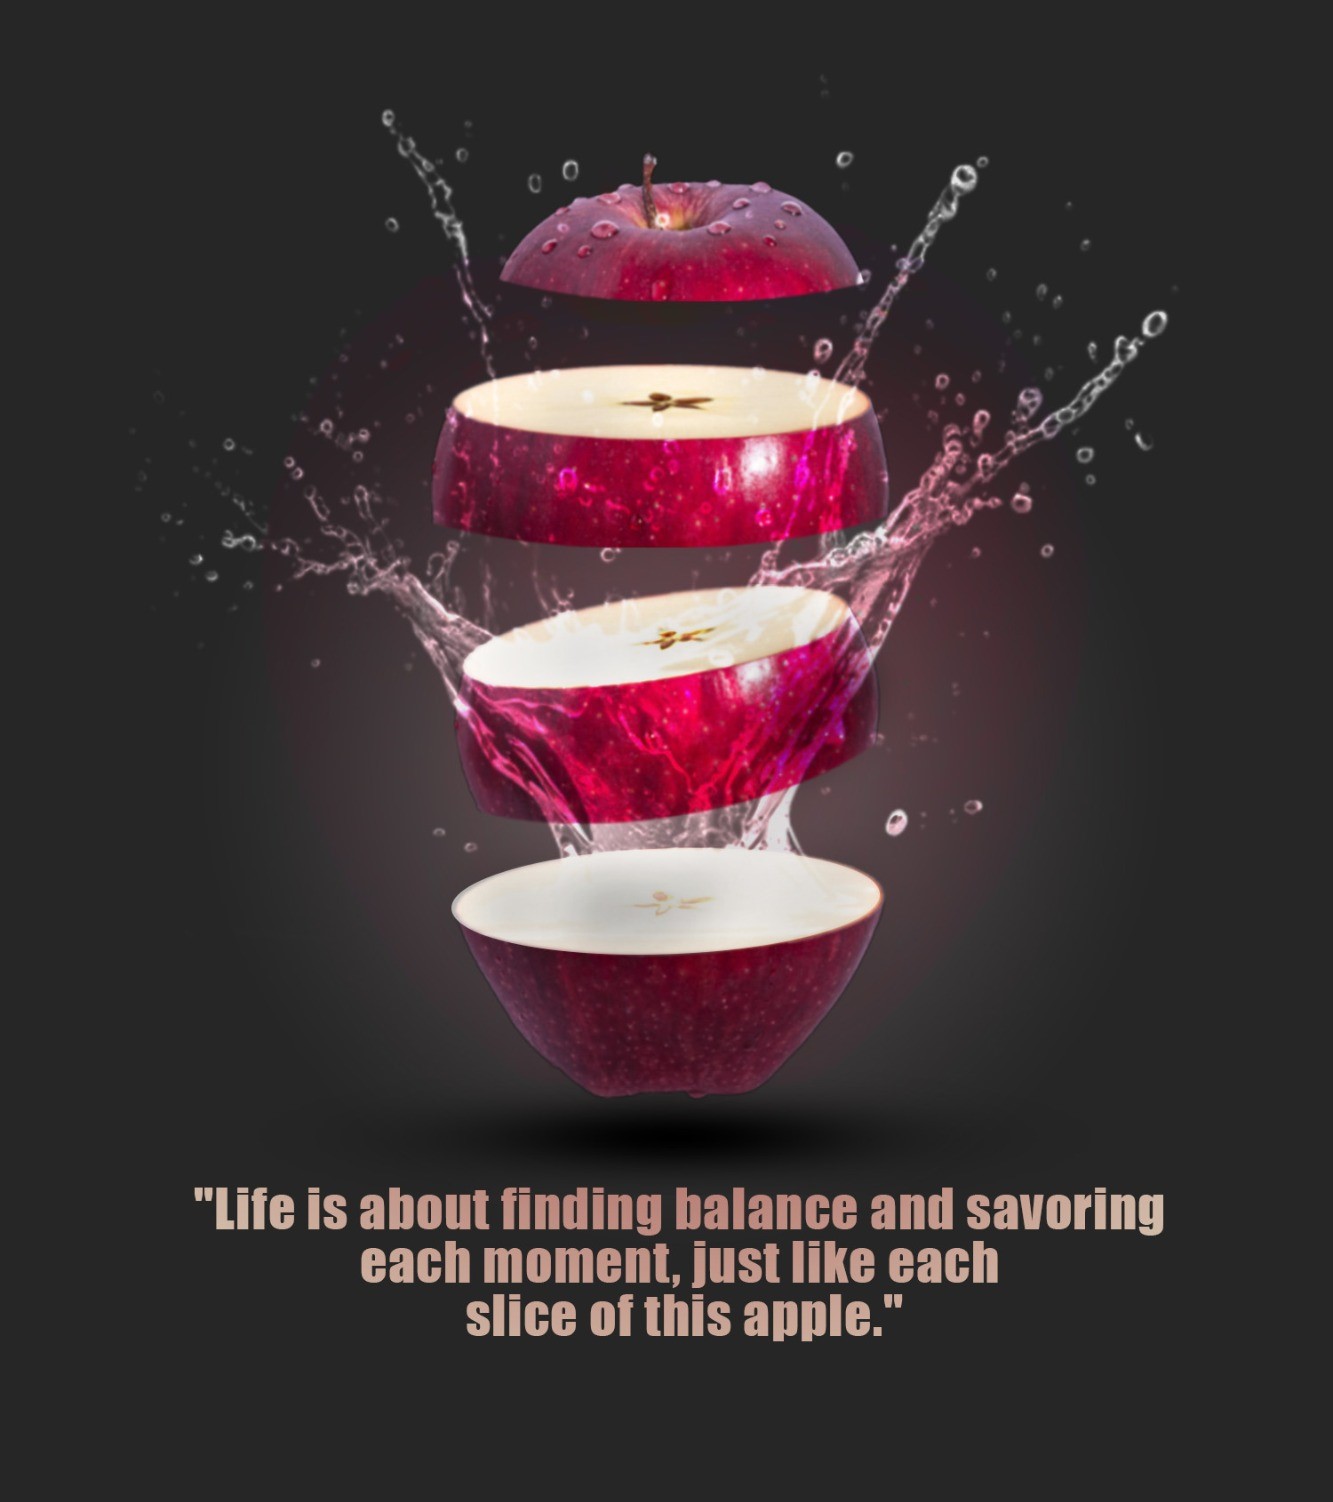 "Life is about finding balance and savoring
each moment, just like each
slice of this apple."